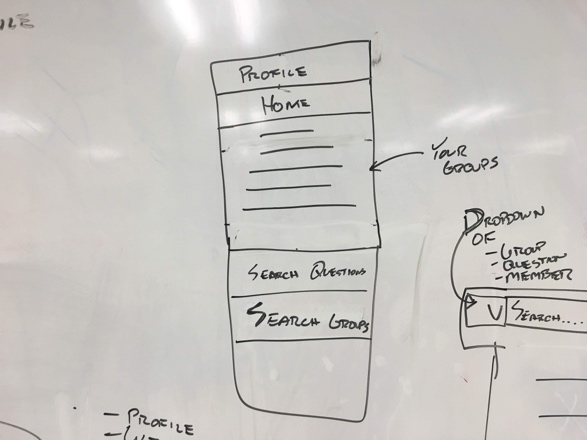 PROFILE
HOME
YOUR
GROUPS
SEARCH QUESTIONS
SEARCH GROUPS
DROPDOWN
OF
- GROUP
- QUESTION
- MEMBER
V SEARCH....
- PROFILE